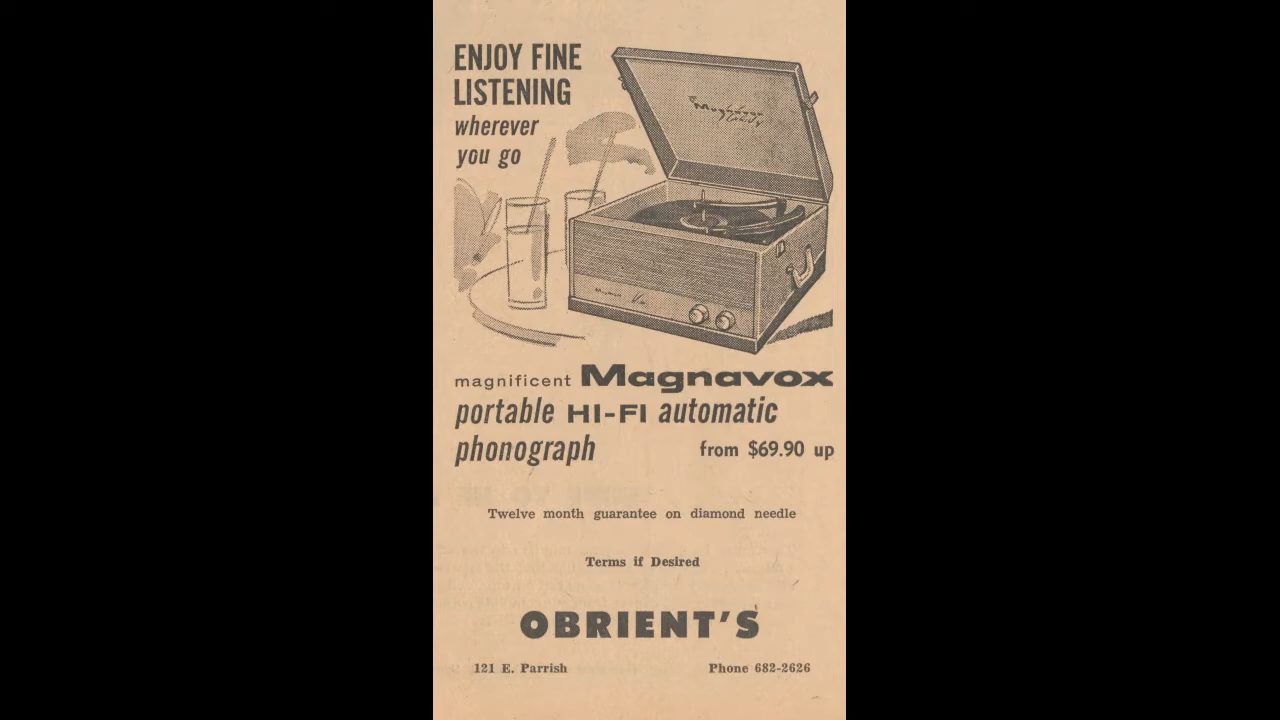 ENJOY FINE
LISTENING
wherever
you go
Magnavox
magnificent Magnavox
portable HI-FI automatic
phonograph from $69.90 up
Twelve month guarantee on diamond needle
Terms if Desired
OBRIENT'S
121 E. Parrish Phone 682-2626